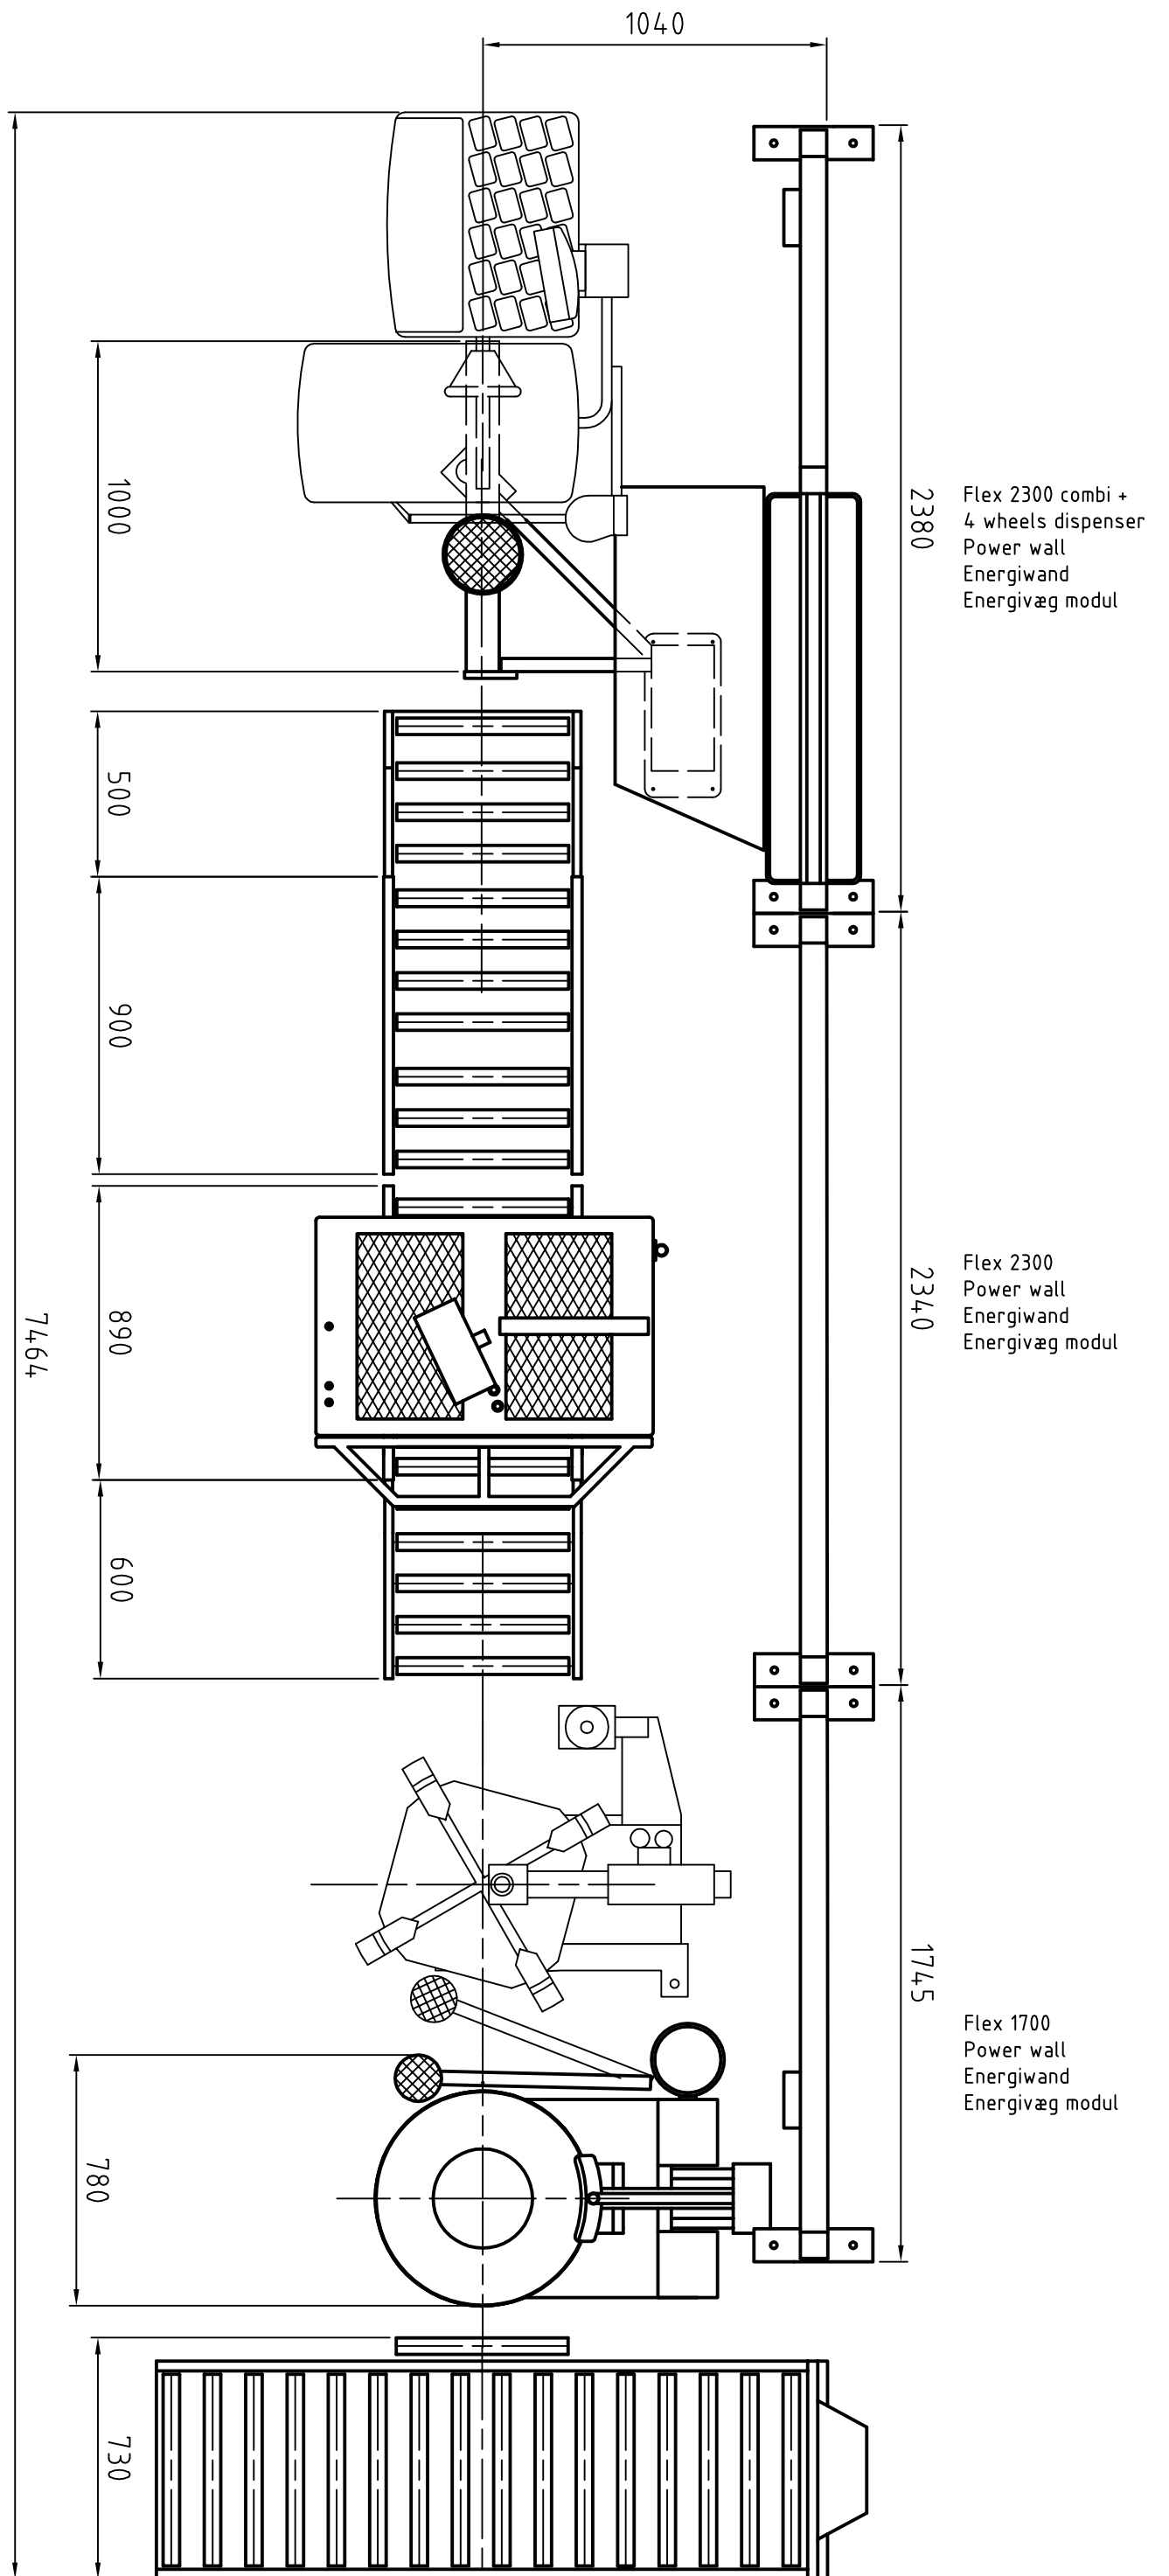 1040
Flex 2300 combi +
4 wheels dispenser
Power wall
Energiwand
Energivæg modul
2380
1000
500
900
Flex 2300
Power wall
Energiwand
Energivæg modul
2340
890
7464
600
1745
Flex 1700
Power wall
Energiwand
Energivæg modul
780
730